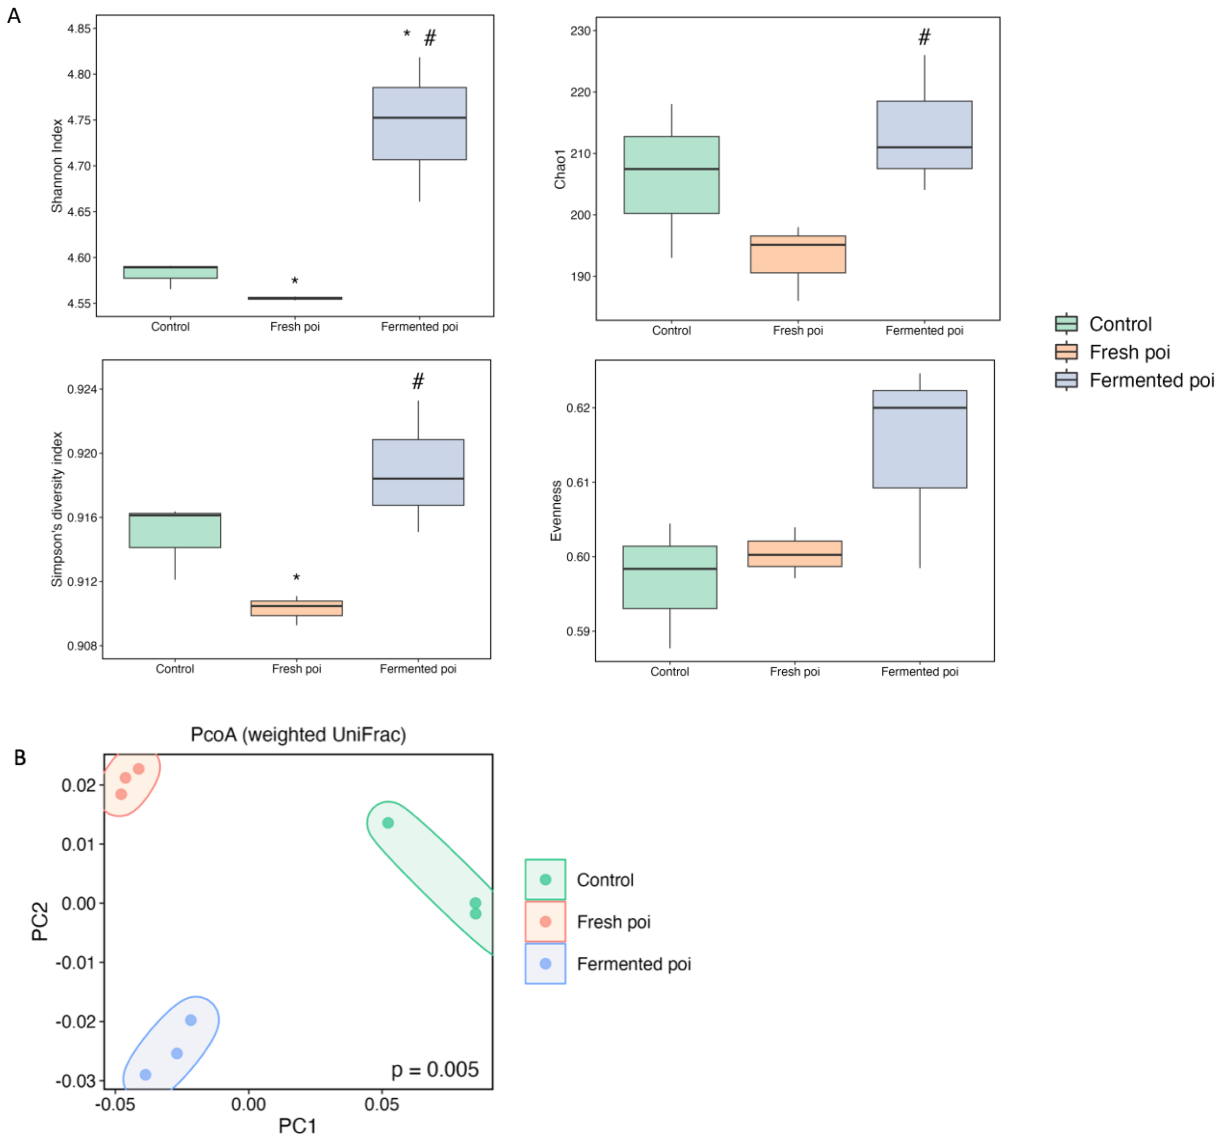 A
Shannon Index
4.85
4.80
4.75
4.70
4.65
4.60
4.55
* #
*
Control Fresh poi Fermented poi
Chao1
230
220
210
200
190
#
Control Fresh poi Fermented poi
Control
Fresh poi
Fermented poi
Simpson's diversity index
0.924
0.920
0.916
0.912
0.908
#
*
Control Fresh poi Fermented poi
Evenness
0.62
0.61
0.60
0.59
Control Fresh poi Fermented poi
B
PcoA (weighted UniFrac)
PC2
0.02
0.01
0.00
-0.01
-0.02
-0.03
p = 0.005
-0.05 0.00 0.05
PC1
Control
Fresh poi
Fermented poi